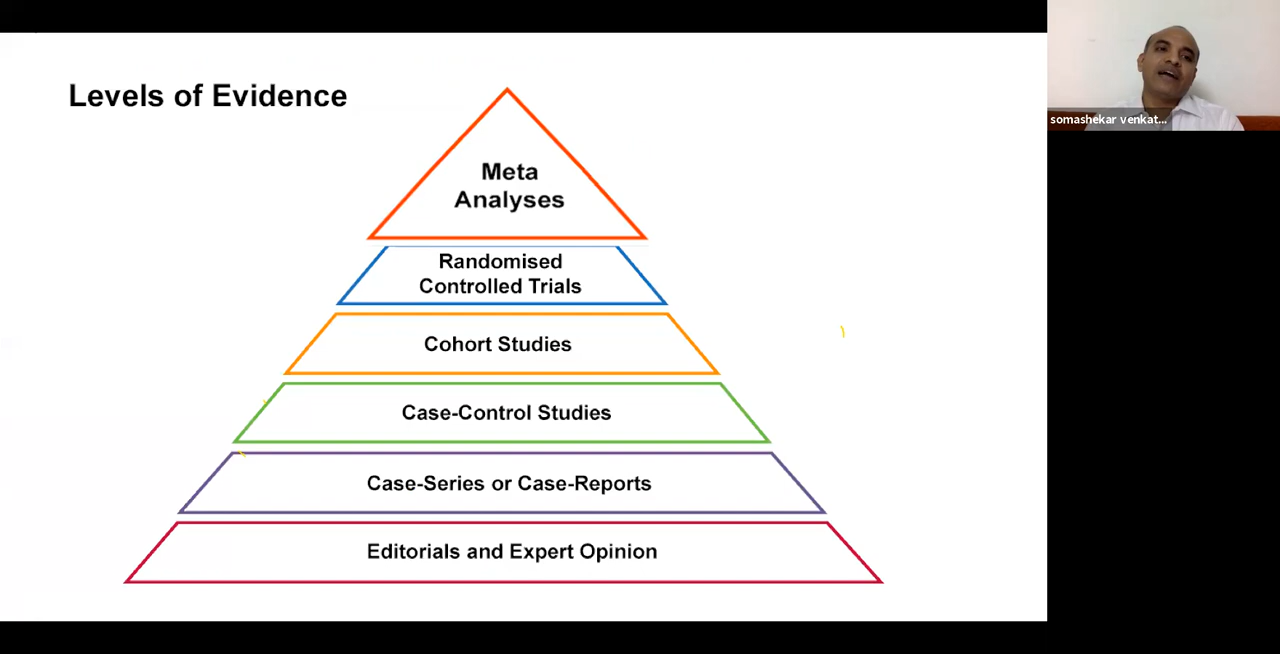 Levels of Evidence
Meta
Analyses
Randomised
Controlled Trials
Cohort Studies
Case-Control Studies
Case-Series or Case-Reports
Editorials and Expert Opinion
somashekar venkat...